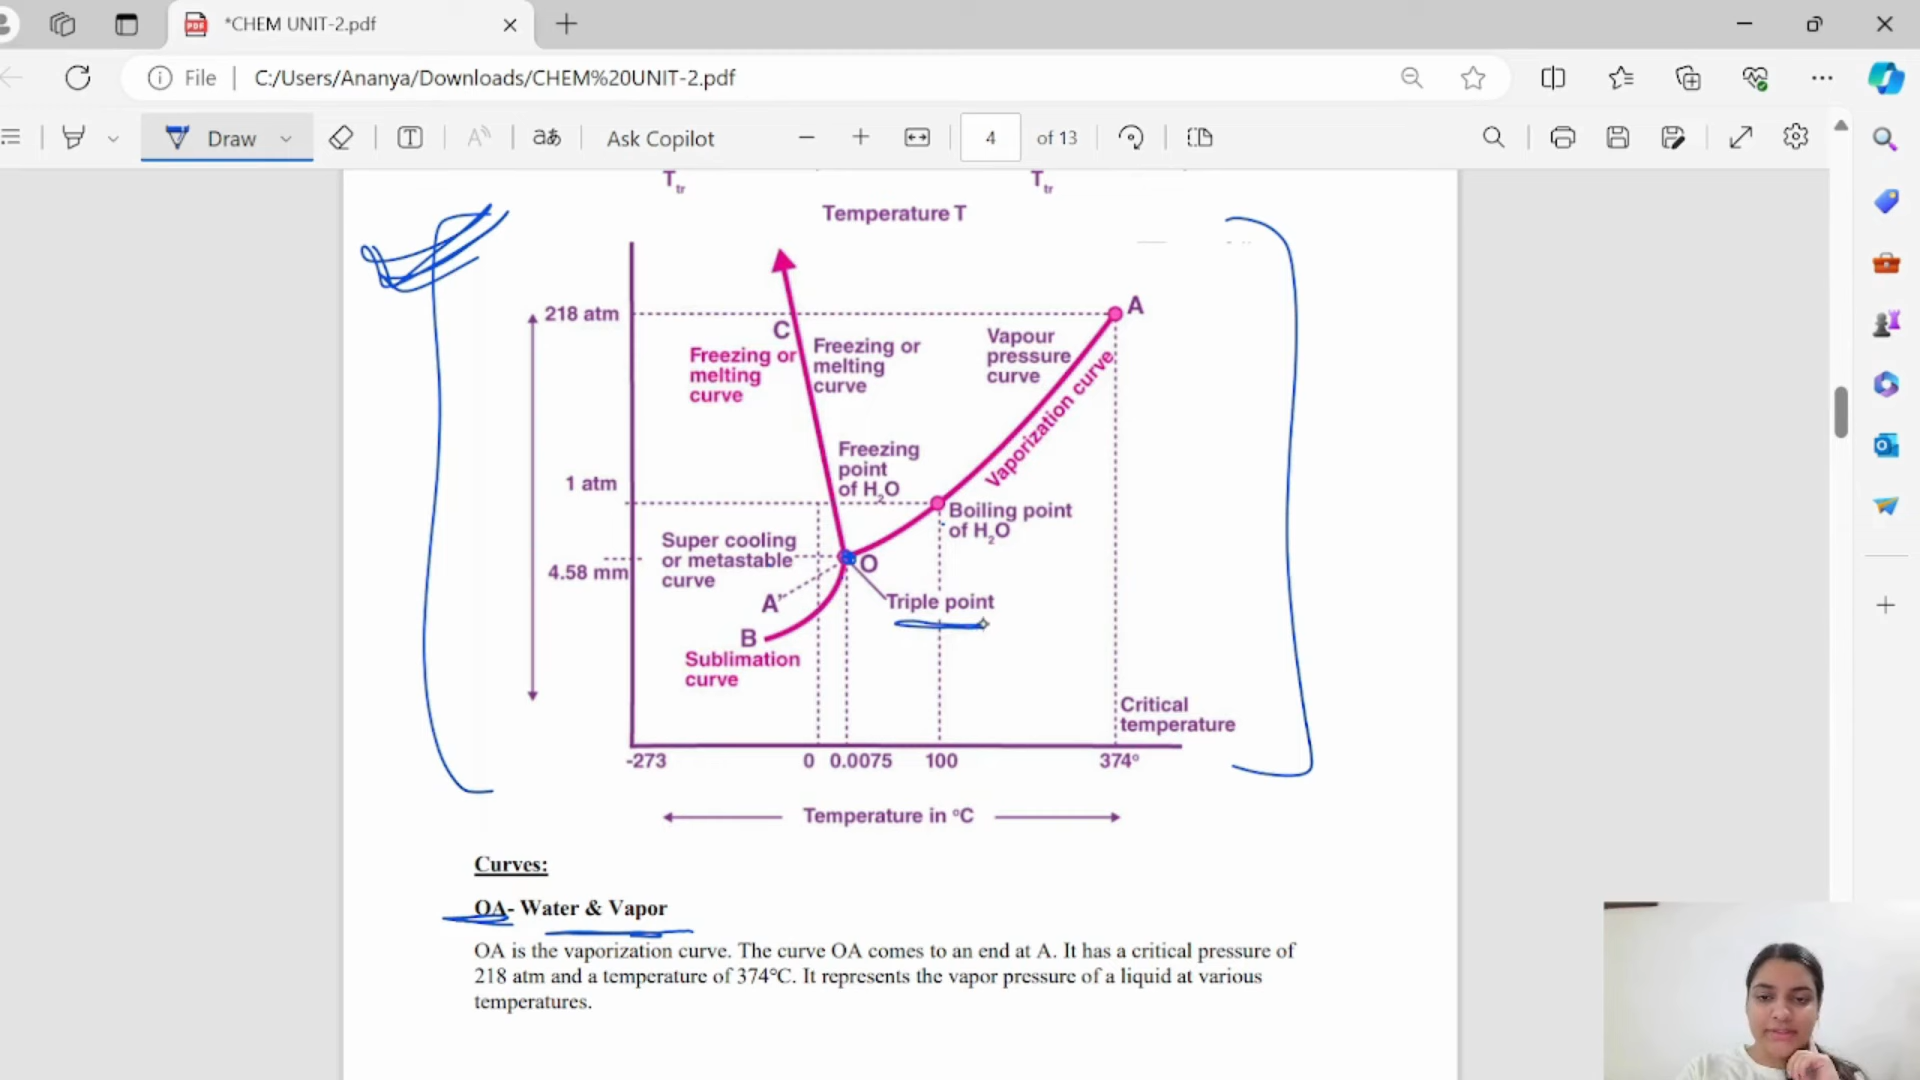 *CHEM UNIT-2.pdf
File
C:/Users/Ananya/Downloads/CHEM%20UNIT-2.pdf
Draw
aあ
Ask Copilot
4
of 13
Ttr
Ttr
Temperature T
218 atm
A
C
Freezing or
melting
curve
Freezing or
melting
curve
Vapour
pressure
curve
Vaporization curve
Freezing
point
of H2O
1 atm
Boiling point
of H2O
Super cooling
or metastable
curve
O
4.58 mm
A'
Triple point
B
Sublimation
curve
Critical
temperature
-273
0
0.0075
100
374°
Temperature in °C
Curves:
OA- Water & Vapor
OA is the vaporization curve. The curve OA comes to an end at A. It has a critical pressure of
218 atm and a temperature of 374°C. It represents the vapor pressure of a liquid at various
temperatures.